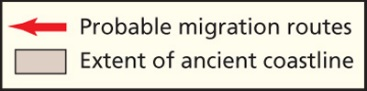 Probable migration routes
Extent of ancient coastline